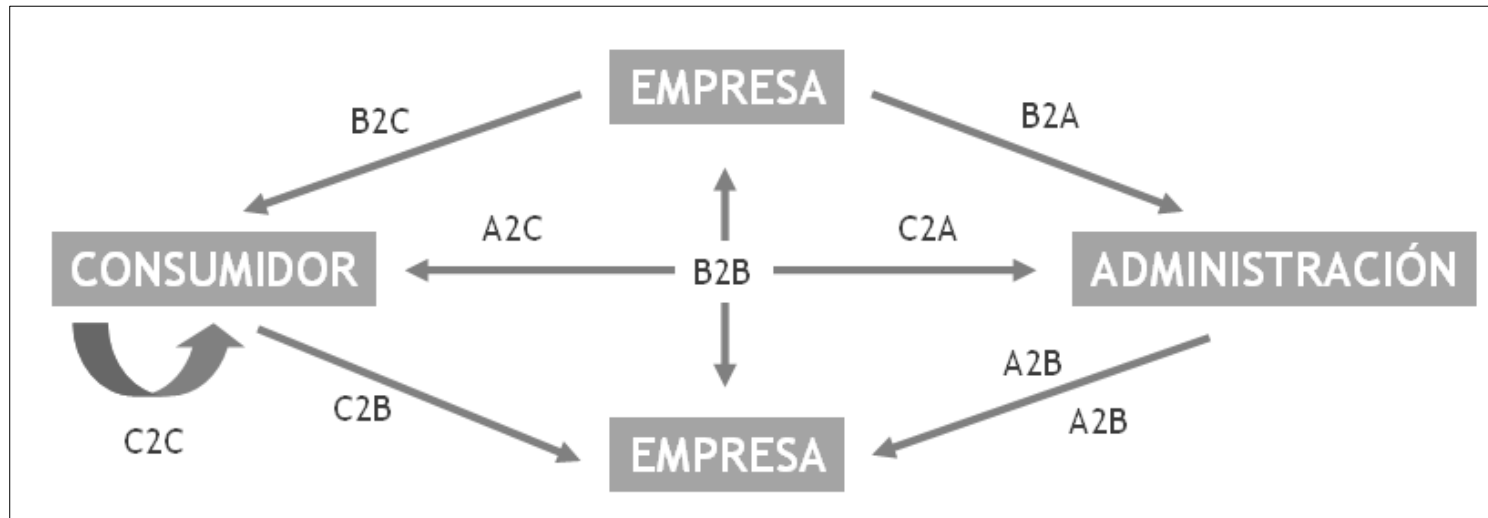 EMPRESA
B2C
B2A
A2C
C2A
CONSUMIDOR
B2B
ADMINISTRACIÓN
A2B
C2B
A2B
C2C
EMPRESA